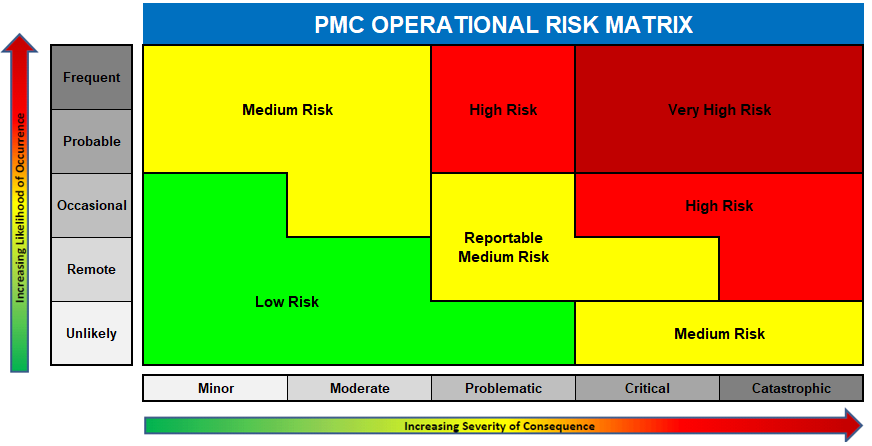 PMC OPERATIONAL RISK MATRIX
Increasing Likelihood of Occurrence
Frequent
Probable
Occasional
Remote
Unlikely
Medium Risk
High Risk
Very High Risk
High Risk
Reportable
Medium Risk
Low Risk
Medium Risk
Minor
Moderate
Problematic
Critical
Catastrophic
Increasing Severity of Consequence